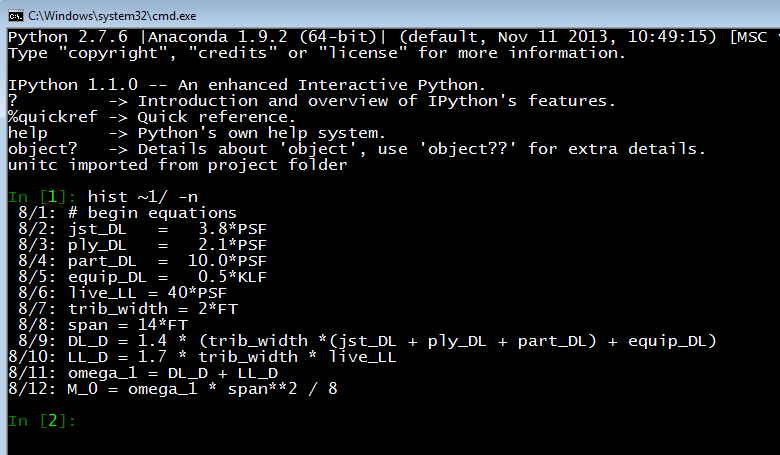 C:\Windows\system32\cmd.exe
Python 2.7.6 |Anaconda 1.9.2 (64-bit)| (default, Nov 11 2013, 10:49:15) [MSC
Type "copyright", "credits" or "license" for more information.
IPython 1.1.0 -- An enhanced Interactive Python.
?         -> Introduction and overview of IPython's features.
%quickref -> Quick reference.
help      -> Python's own help system.
object?   -> Details about 'object', use 'object??' for extra details.
unitc imported from project folder
In [1]: hist ~1/ -n
 8/1: # begin equations
 8/2: jst_DL   =   3.8*PSF
 8/3: ply_DL   =   2.1*PSF
 8/4: part_DL  =  10.0*PSF
 8/5: equip_DL =   0.5*KLF
 8/6: live_LL = 40*PSF
 8/7: trib_width = 2*FT
 8/8: span = 14*FT
 8/9: DL_D = 1.4 * (trib_width *(jst_DL + ply_DL + part_DL) + equip_DL)
8/10: LL_D = 1.7 * trib_width * live_LL
8/11: omega_1 = DL_D + LL_D
8/12: M_0 = omega_1 * span**2 / 8
In [2]: